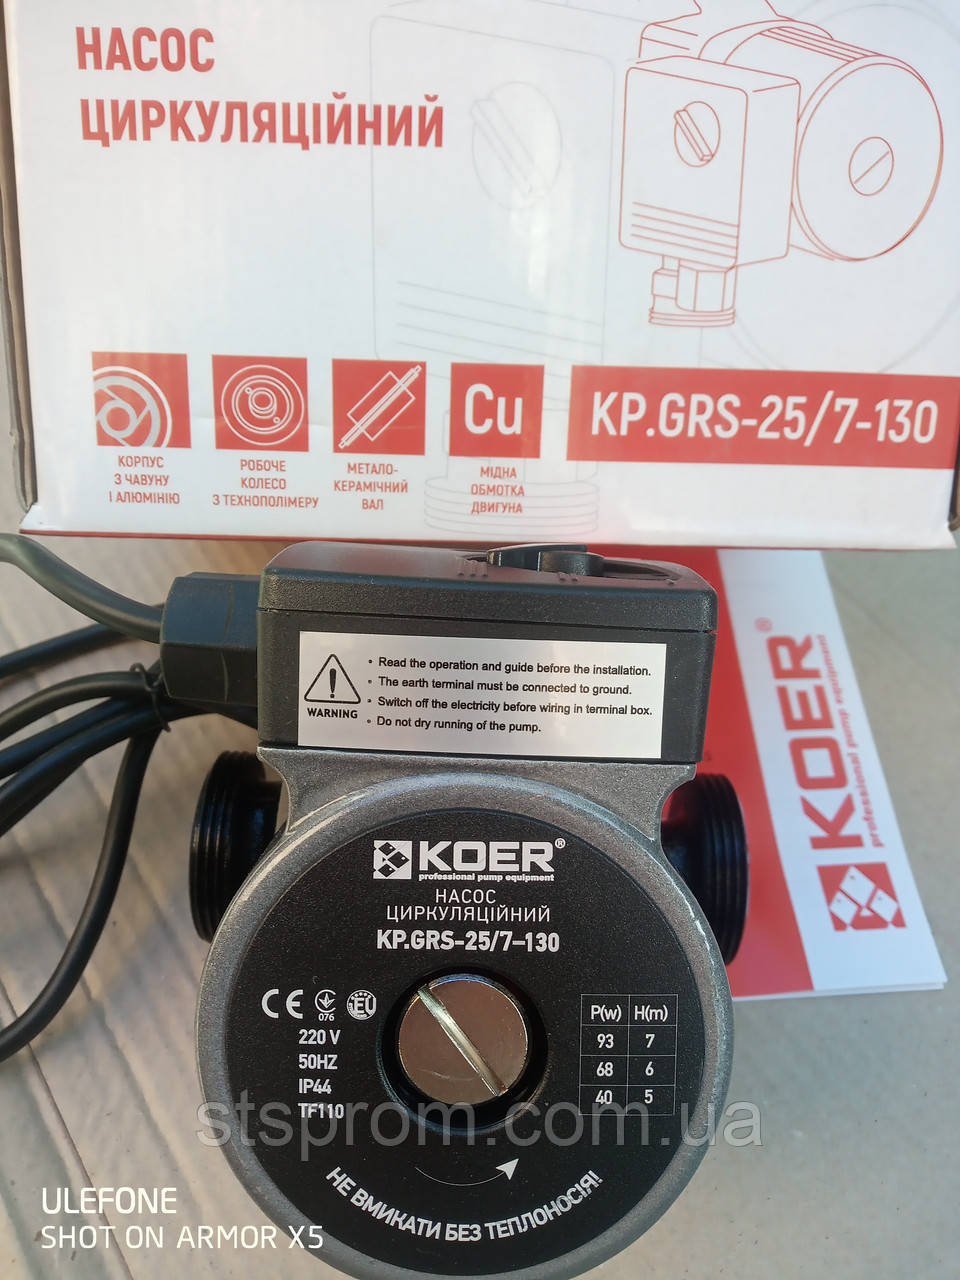 НАСОС
ЦИРКУЛЯЦІЙНИЙ
КОРПУС
З ЧАВУНУ
І АЛЮМІНІЮ
РОБОЧЕ
КОЛЕСО
З ТЕХНОПОЛІМЕРУ
МЕТАЛО-
КЕРАМІЧНИЙ
ВАЛ
Cu
МІДНА
ОБМОТКА
ДВИГУНА
KP.GRS-25/7-130
WARNING
• Read the operation and guide before the installation.
• The earth terminal must be connected to ground.
• Switch off the electricity before wiring in terminal box.
• Do not dry running of the pump.
KOER®
professional pump equipment
KOER®
professional pump equipment
НАСОС
ЦИРКУЛЯЦІЙНИЙ
KP.GRS-25/7-130
CE 076 EU
220 V
50HZ
IP44
TF110
P(w) H(m)
93 7
68 6
40 5
НЕ ВМИКАТИ БЕЗ ТЕПЛОНОСІЯ!
stsprom.com.ua
ULEFONE
SHOT ON ARMOR X5